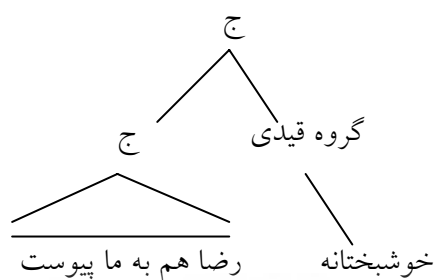 ج
گروه قیدی ج
خوشبختانه رضا هم به ما پیوست